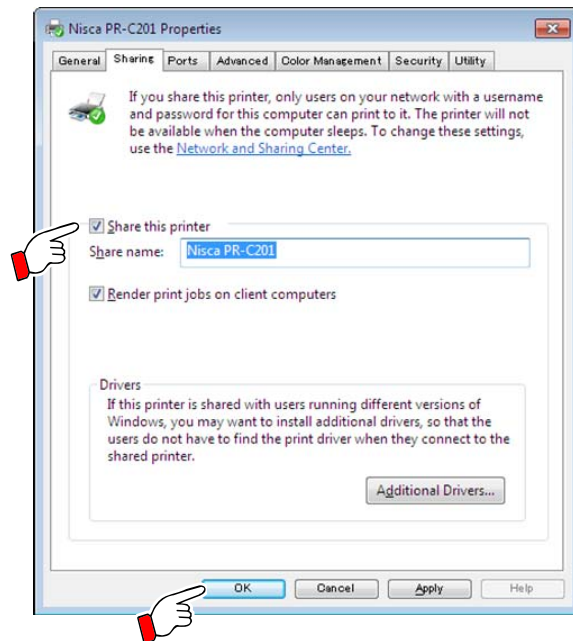 Nisca PR-C201 Properties
General Sharing Ports Advanced Color Management Security Utility
If you share this printer, only users on your network with a username
and password for this computer can print to it. The printer will not
be available when the computer sleeps. To change these settings,
use the Network and Sharing Center.
Share this printer
Share name: Nisca PR-C201
Render print jobs on client computers
Drivers
If this printer is shared with users running different versions of
Windows, you may want to install additional drivers, so that the
users do not have to find the print driver when they connect to the
shared printer.
Additional Drivers...
OK Cancel Apply Help